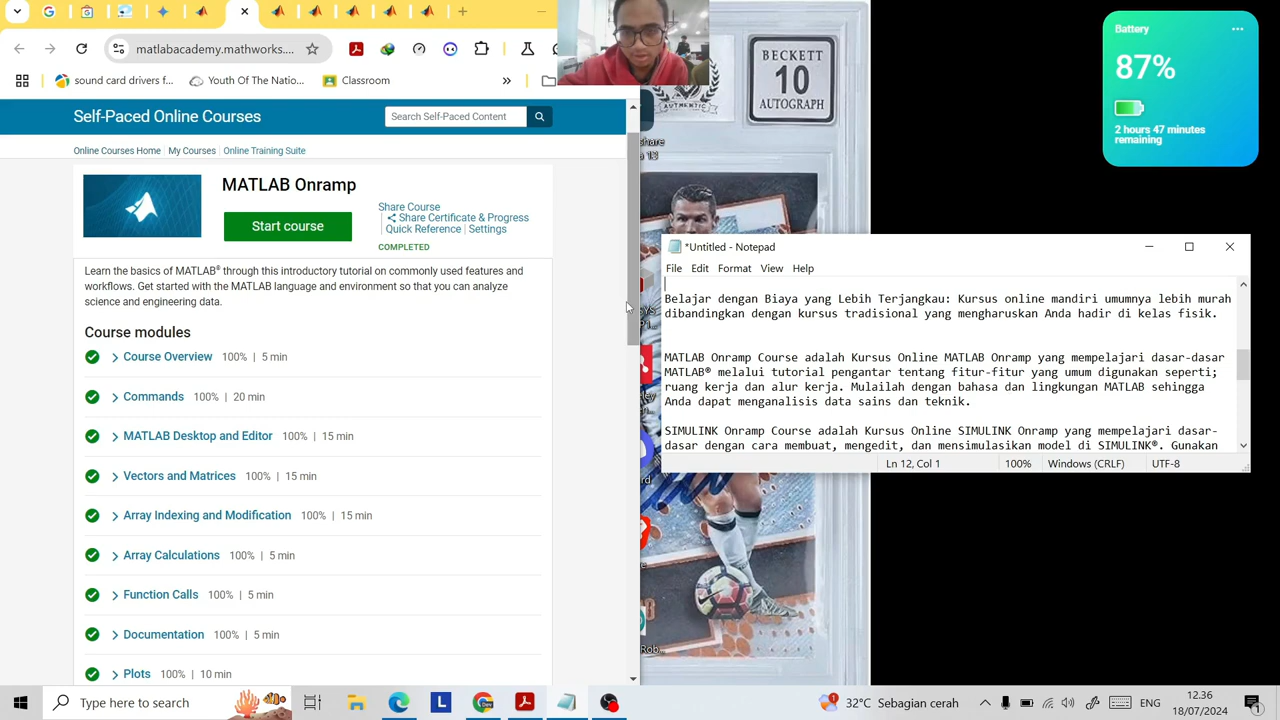 matlabacademy.mathworks....
sound card drivers f...
Youth Of The Natio...
Classroom
»
Self-Paced Online Courses
Search Self-Paced Content
Online Courses Home
My Courses
Online Training Suite
MATLAB Onramp
Start course
Share Course
Share Certificate & Progress
Quick Reference | Settings
COMPLETED
Learn the basics of MATLAB® through this introductory tutorial on commonly used features and
workflows. Get started with the MATLAB language and environment so that you can analyze
science and engineering data.
Course modules
Course Overview 100% | 5 min
Commands 100% | 20 min
MATLAB Desktop and Editor 100% | 15 min
Vectors and Matrices 100% | 15 min
Array Indexing and Modification 100% | 15 min
Array Calculations 100% | 5 min
Function Calls 100% | 5 min
Documentation 100% | 5 min
Plots 100% | 10 min
AUTHENTIC
BECKETT
10
AUTOGRAPH
Battery
87%
2 hours 47 minutes
remaining
*Untitled - Notepad
File Edit Format View Help
Belajar dengan Biaya yang Lebih Terjangkau: Kursus online mandiri umumnya lebih murah
dibandingkan dengan kursus tradisional yang mengharuskan Anda hadir di kelas fisik.
MATLAB Onramp Course adalah Kursus Online MATLAB Onramp yang mempelajari dasar-dasar
MATLAB® melalui tutorial pengantar tentang fitur-fitur yang umum digunakan seperti;
ruang kerja dan alur kerja. Mulailah dengan bahasa dan lingkungan MATLAB sehingga
Anda dapat menganalisis data sains dan teknik.
SIMULINK Onramp Course adalah Kursus Online SIMULINK Onramp yang mempelajari dasar-
dasar dengan cara membuat, mengedit, dan mensimulasikan model di SIMULINK®. Gunakan
Ln 12, Col 1
100%
Windows (CRLF)
UTF-8
Type here to search
32°C Sebagian cerah
ENG
12.36
18/07/2024